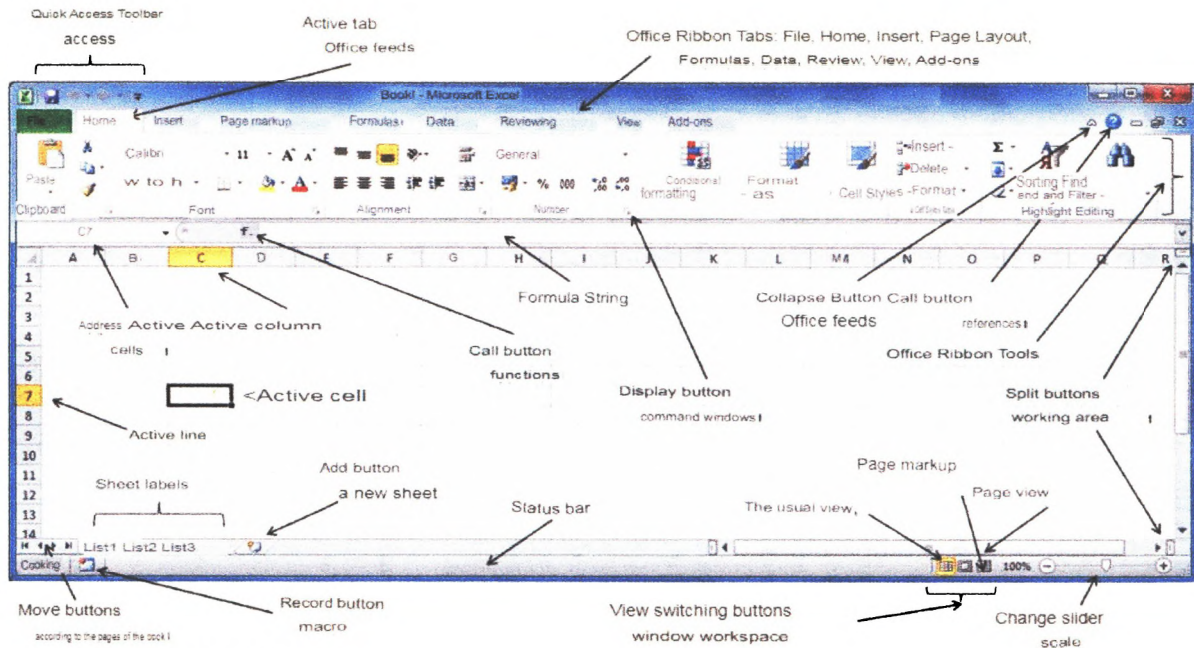 Quick Access Toolbar
access
Active tab
Office feeds
Office Ribbon Tabs: File, Home, Insert, Page Layout,
Formulas, Data, Review, View, Add-ons
Book! - Microsoft Excel
File Home Insert Page markup Formulas Data Reviewing View Add-ons
Paste
Calibri 11 A A
W to h A
General
% 000
Conditional
formatting
Format
- as
Cell Styles
Insert -
Delete
-Format -
Σ
Sorting Find
end and Filter -
Highlight Editing
Clipboard Font Alignment Number
C7 f
A B C D E F G H I J K L M4 N O P Q R
1
2
3
4
5
6
7
8
9
10
11
12
13
14
Address Active Active column
cells
Formula String
Call button
functions
Collapse Button Call button
Office feeds
references
Office Ribbon Tools
<Active cell
Active line
Display button
command windows
Split buttons
working area
Sheet labels
Add button
a new sheet
Status bar
Page markup
Page view
The usual view,
List1 List2 List3
Cooking
100%
Move buttons
according to the pages of the book
Record button
macro
View switching buttons
window workspace
Change slider
scale